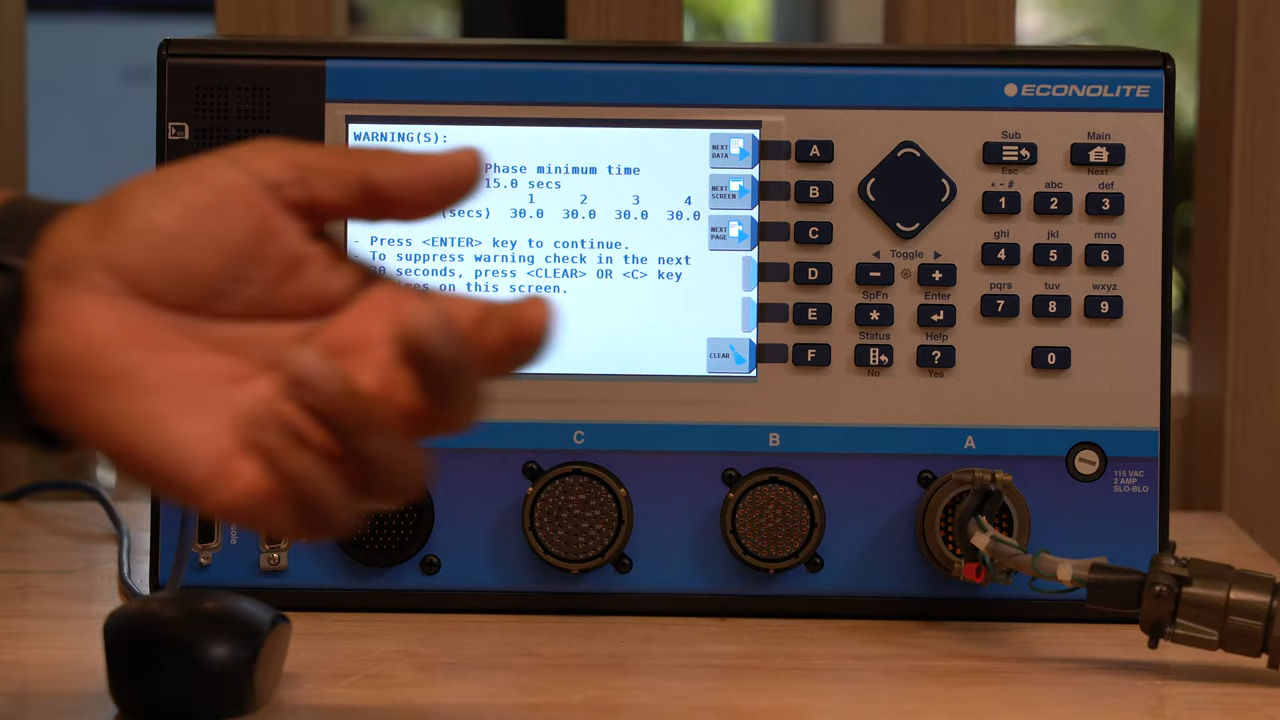 ECONOLITE
WARNING(S):
Phase minimum time
15.0 secs
1 2 3 4
(secs) 30.0 30.0 30.0 30.0
- Press <ENTER> key to continue.
- To suppress warning check in the next
seconds, press <CLEAR> OR <C> key
on this screen.
NEXT
DATA
NEXT
SCREEN
NEXT
PAGE
CLEAR
A
B
C
D
E
F
Sub
Esc
Main
Next
* - #
1
abc
2
def
3
ghi
4
jkl
5
mno
6
pqrs
7
tuv
8
wxyz
9
0
Toggle
-
+
SpFn
*
Enter
Status
No
Help
?
Yes
C
B
A
115 VAC
2 AMP
SLO-BLO